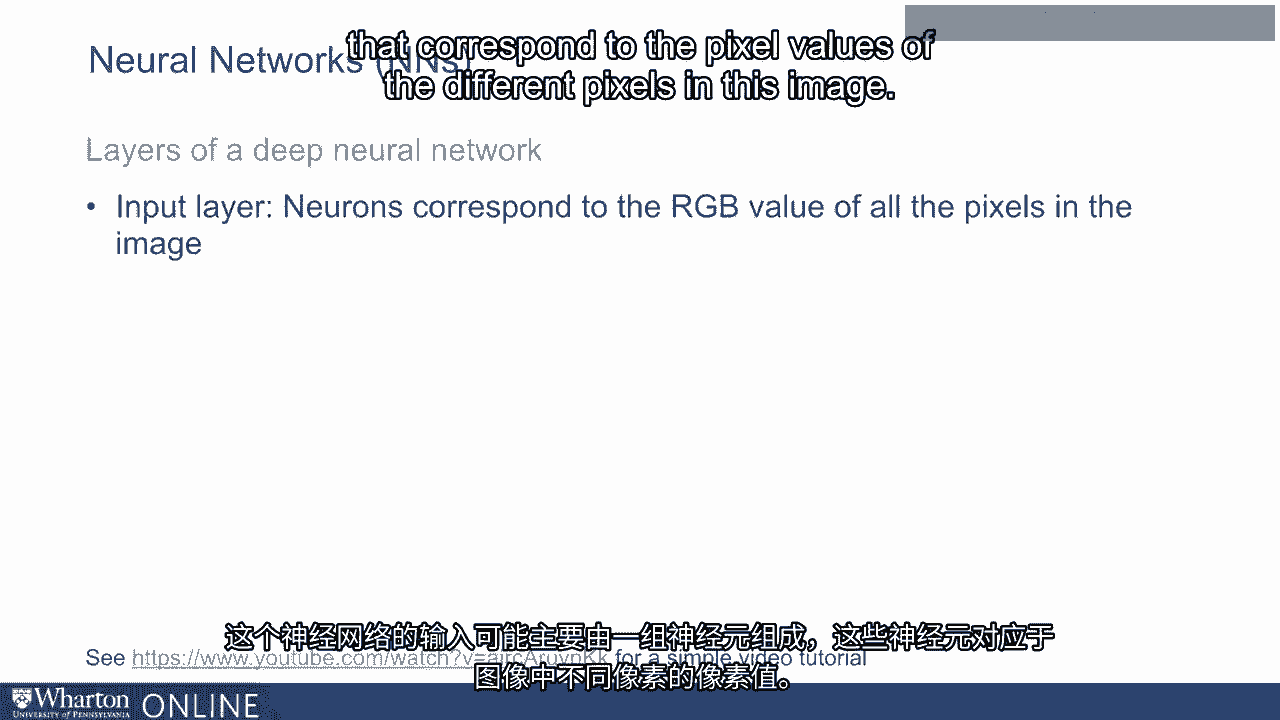 that correspond to the pixel values of
the different pixels in this image.
Neural Networks (NNs)
Layers of a deep neural network
• Input layer: Neurons correspond to the RGB value of all the pixels in the
image
这个神经网络的输入可能主要由一组神经元组成，这些神经元对应于
图像中不同像素的像素值。
See https://www.youtube.com/watch?v=aircAruvnKk for a simple video tutorial
Wharton ONLINE
UNIVERSITY of PENNSYLVANIA